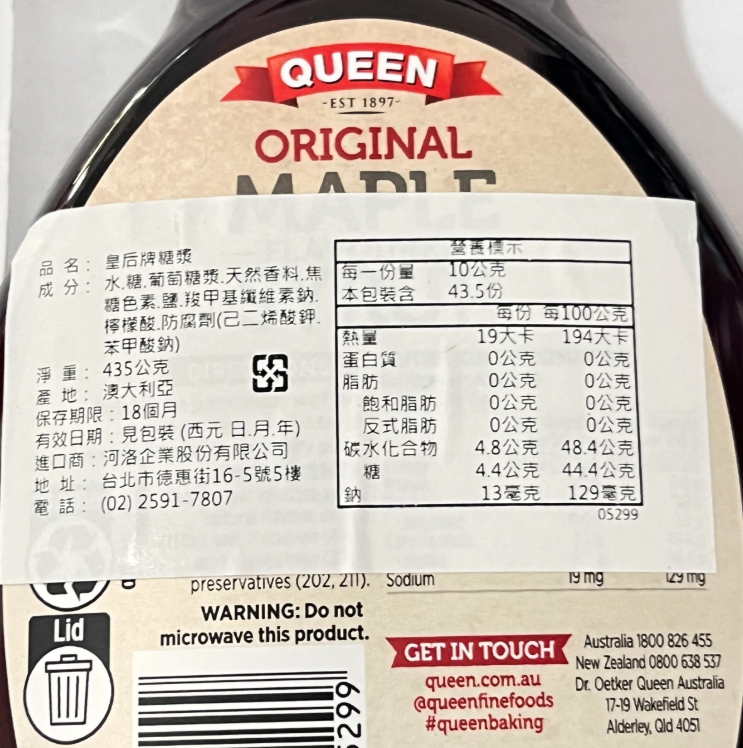 QUEEN
-EST 1897-
ORIGINAL
MAPLE
品 名: 皇后牌糖漿
成 分: 水.糖.葡萄糖漿.天然香料.焦
糖色素.鹽.羧甲基纖維素鈉.
檸檬酸.防腐劑(己二烯酸鉀.
苯甲酸鈉)
淨 重: 435公克
產 地: 澳大利亞
保存期限:18個月
有效日期:見包裝 (西元 日.月.年)
進口商:河洛企業股份有限公司
地 址: 台北市德惠街16-5號5樓
電 話: (02) 2591-7807
營養標示
每一份量 10公克
本包裝含 43.5份
每份 每100公克
熱量 19大卡 194大卡
蛋白質 0公克 0公克
脂肪 0公克 0公克
飽和脂肪 0公克 0公克
反式脂肪 0公克 0公克
碳水化合物 4.8公克 48.4公克
糖 4.4公克 44.4公克
鈉 13毫克 129毫克
05299
preservatives (202, 211).
Sodium 19 mg 129 mg
WARNING: Do not
microwave this product.
Lid
GET IN TOUCH
queen.com.au
@queenfinefoods
#queenbaking
Australia 1800 826 455
New Zealand 0800 638 537
Dr. Oetker Queen Australia
17-19 Wakefield St
Alderley, Qld 4051